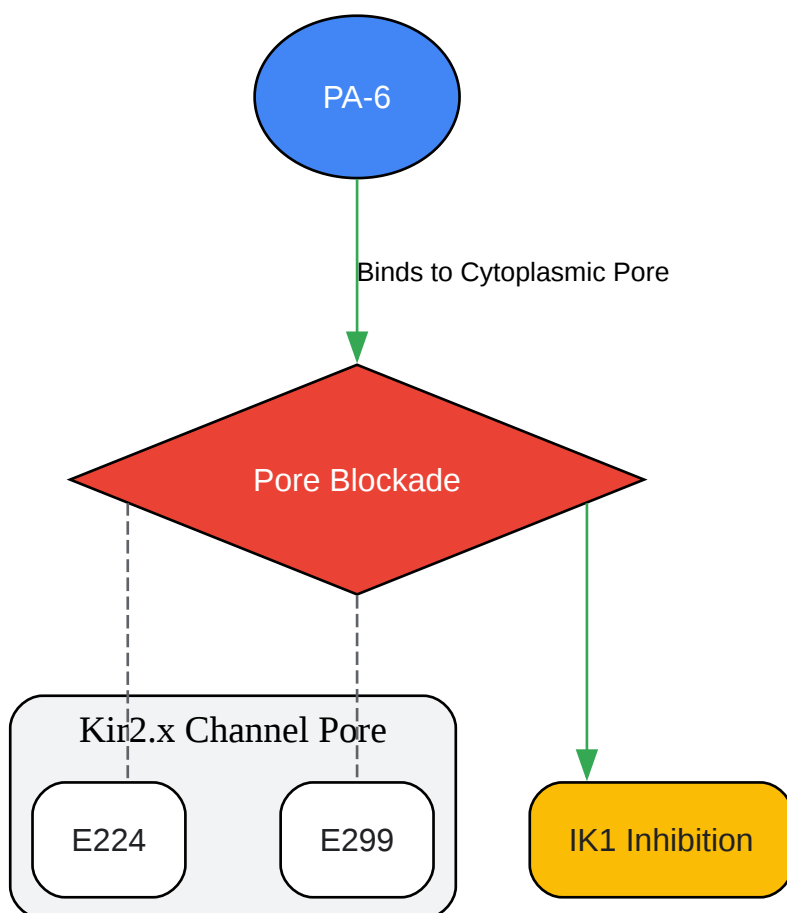 PA-6
Binds to Cytoplasmic Pore
Pore Blockade
Kir2.x Channel Pore
E224
E299
IK1 Inhibition